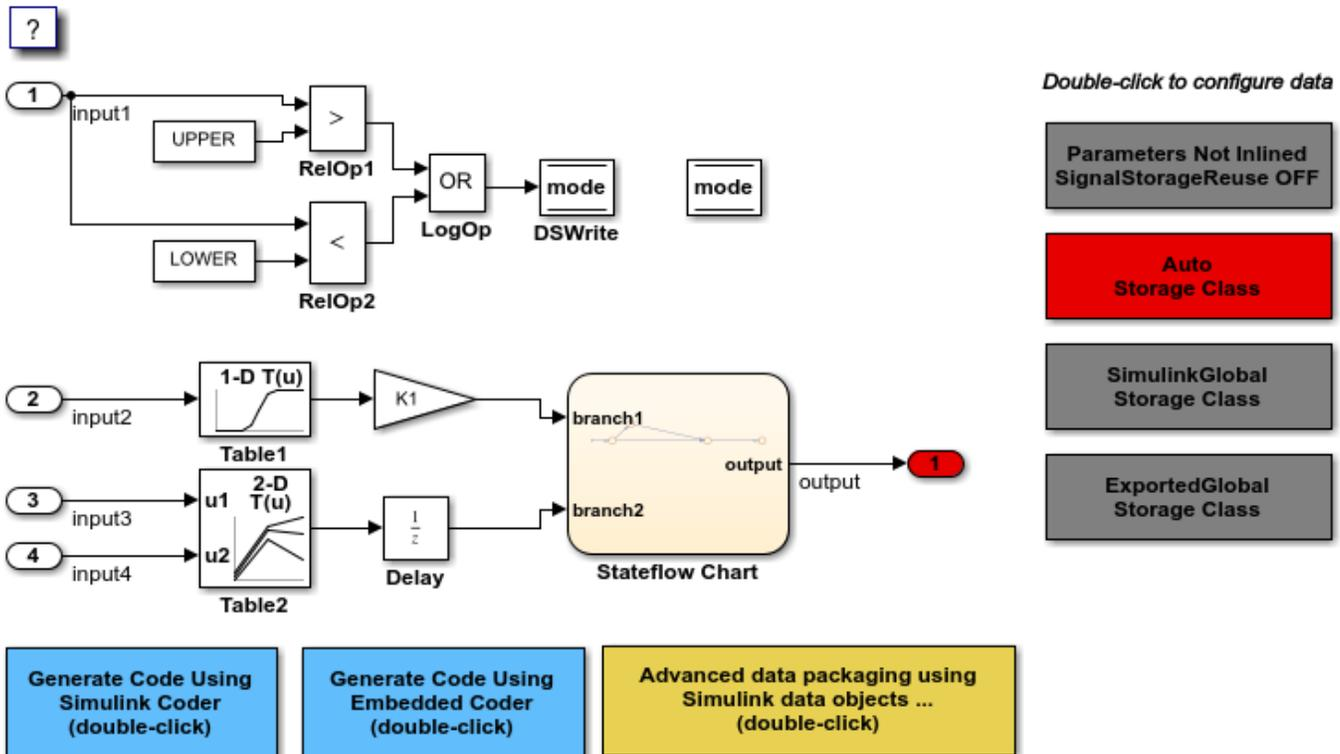 ?
Double-click to configure data
1
input1
UPPER
>
RelOp1
OR
LogOp
mode
DSWrite
mode
LOWER
<
RelOp2
Parameters Not Inlined
SignalStorageReuse OFF
Auto
Storage Class
SimulinkGlobal
Storage Class
ExportedGlobal
Storage Class
2
input2
1-D T(u)
Table1
K1
3
input3
4
input4
u1
u2
2-D
T(u)
Table2
1
z
Delay
branch1
output
branch2
Stateflow Chart
output
1
Generate Code Using
Simulink Coder
(double-click)
Generate Code Using
Embedded Coder
(double-click)
Advanced data packaging using
Simulink data objects ...
(double-click)